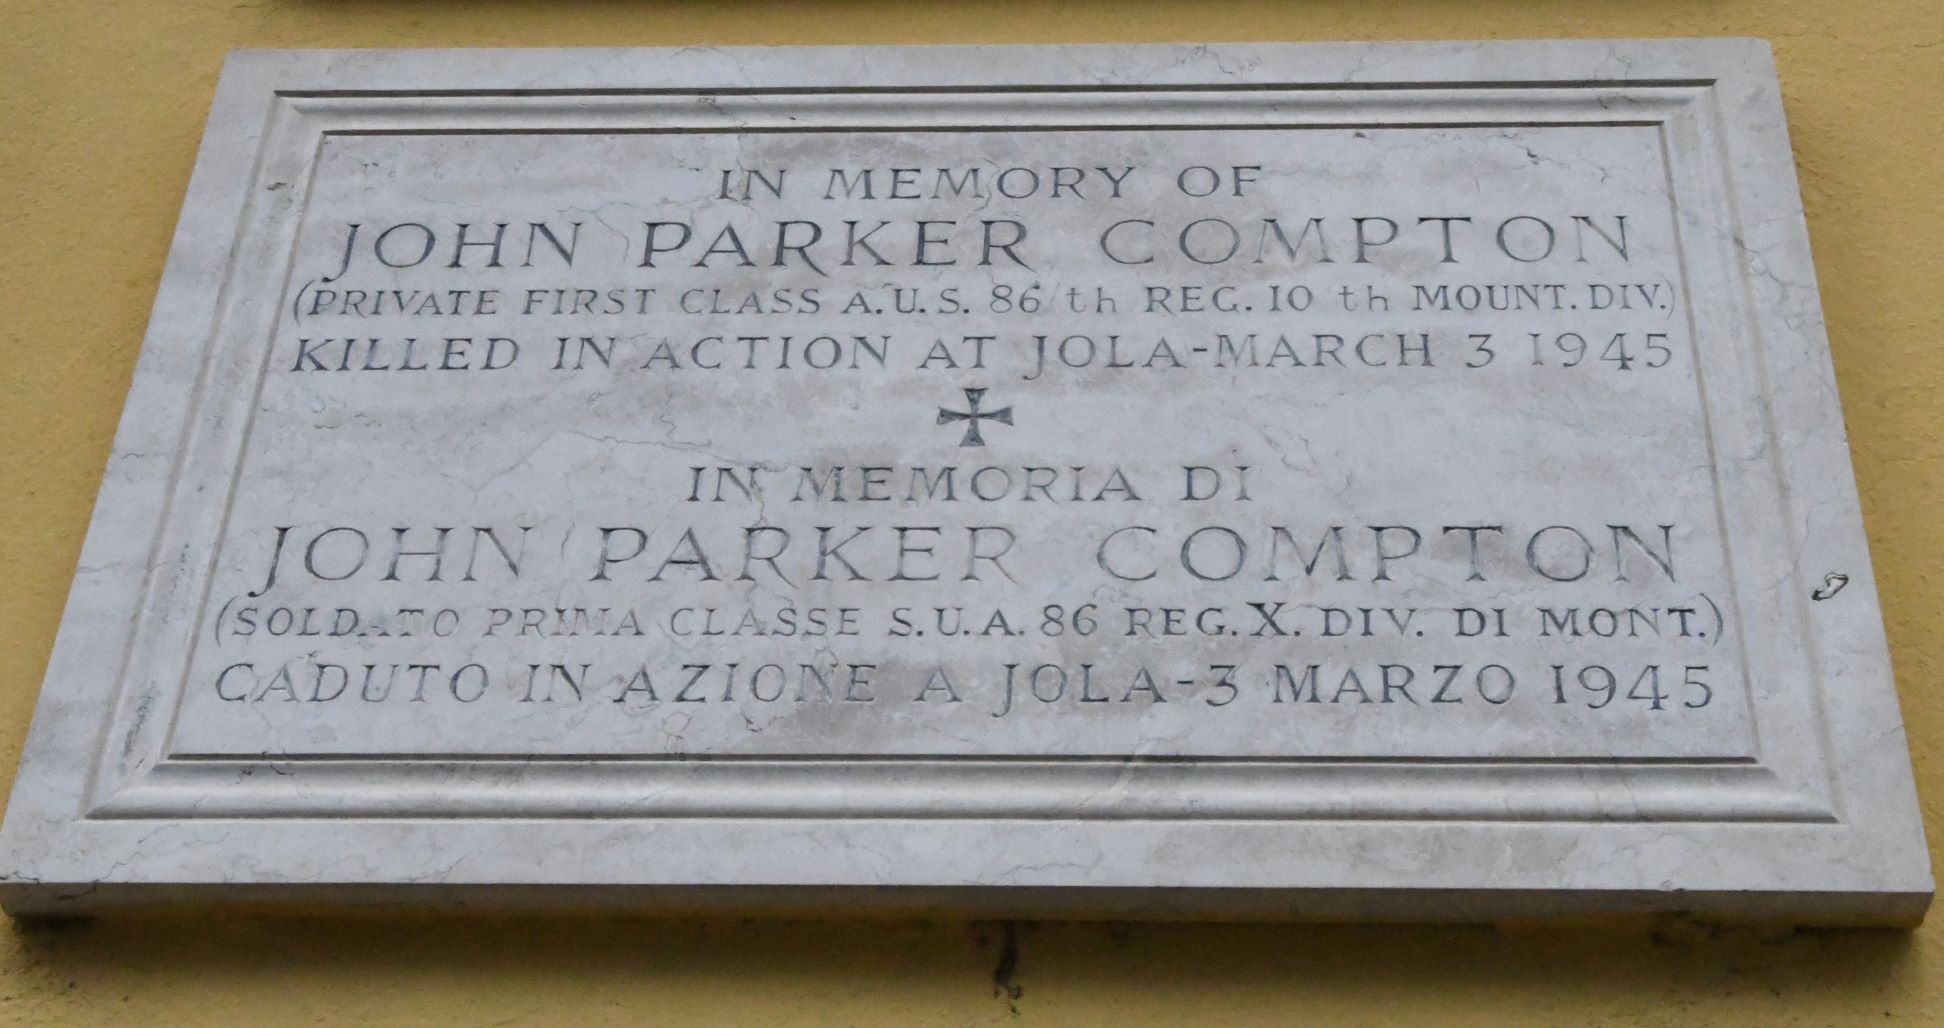 IN MEMORY OF
JOHN PARKER COMPTON
(PRIVATE FIRST CLASS A.U.S. 86 th REG. 10 th MOUNT. DIV.)
KILLED IN ACTION AT JOLA-MARCH 3 1945
IN MEMORIA DI
JOHN PARKER COMPTON
(SOLDATO PRIMA CLASSE S.U.A. 86 REG. X. DIV. DI MONT.)
CADUTO IN AZIONE A JOLA-3 MARZO 1945